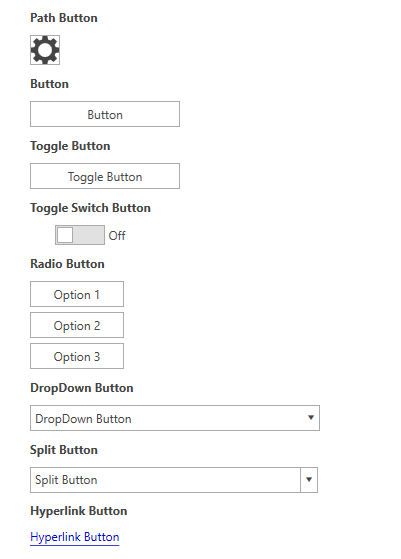 Path Button
Button
Button
Toggle Button
Toggle Button
Toggle Switch Button
Off
Radio Button
Option 1
Option 2
Option 3
DropDown Button
DropDown Button
Split Button
Split Button
Hyperlink Button
Hyperlink Button